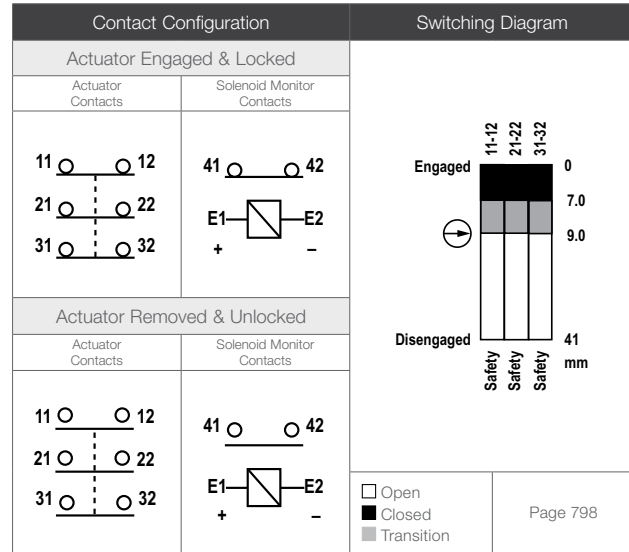 Contact Configuration
Switching Diagram
Actuator Engaged & Locked
Actuator
Contacts
Solenoid Monitor
Contacts
11 12
21 22
31 32
41 42
E1 E2
+ –
Actuator Removed & Unlocked
Actuator
Contacts
Solenoid Monitor
Contacts
11 12
21 22
31 32
41 42
E1 E2
+ –
11-12 21-22 31-32
Engaged 0
7.0
9.0
Disengaged 41
mm
Safety Safety Safety
Open
Closed
Transition
Page 798